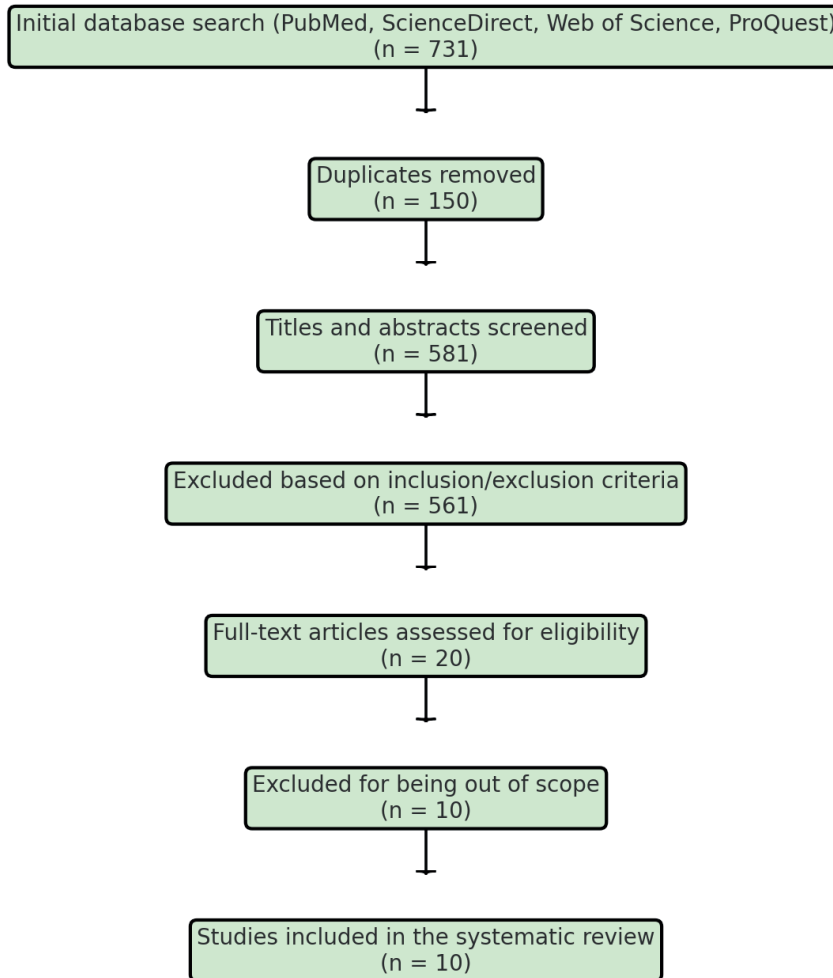 Initial database search (PubMed, ScienceDirect, Web of Science, ProQuest)
(n = 731)
Duplicates removed
(n = 150)
Titles and abstracts screened
(n = 581)
Excluded based on inclusion/exclusion criteria
(n = 561)
Full-text articles assessed for eligibility
(n = 20)
Excluded for being out of scope
(n = 10)
Studies included in the systematic review
(n = 10)